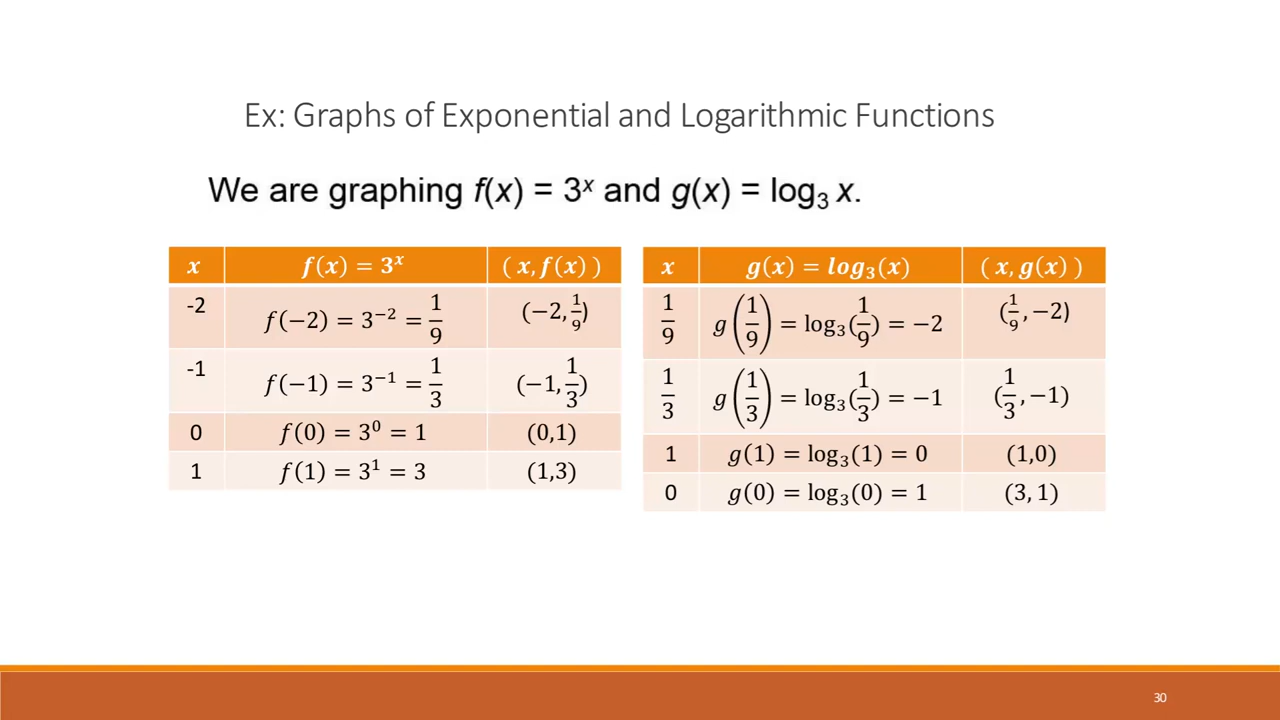 Ex: Graphs of Exponential and Logarithmic Functions
We are graphing f(x) = 3ˣ and g(x) = log₃ x.
x f(x) = 3ˣ ( x, f(x) )
-2 f(−2) = 3⁻² = 1/9 (−2, 1/9)
-1 f(−1) = 3⁻¹ = 1/3 (−1, 1/3)
0 f(0) = 3⁰ = 1 (0,1)
1 f(1) = 3¹ = 3 (1,3)
x g(x) = log₃(x) ( x, g(x) )
1/9 g(1/9) = log₃(1/9) = −2 (1/9, −2)
1/3 g(1/3) = log₃(1/3) = −1 (1/3, −1)
1 g(1) = log₃(1) = 0 (1,0)
0 g(0) = log₃(0) = 1 (3, 1)
30